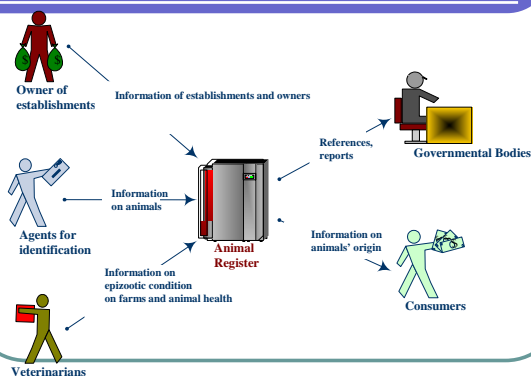 Owner of
establishments
Information of establishments and owners
References,
reports
Governmental Bodies
Agents for
identification
Information
on animals
Animal
Register
Information on
animals' origin
Consumers
Information on
epizootic condition
on farms and animal health
Veterinarians
$ $